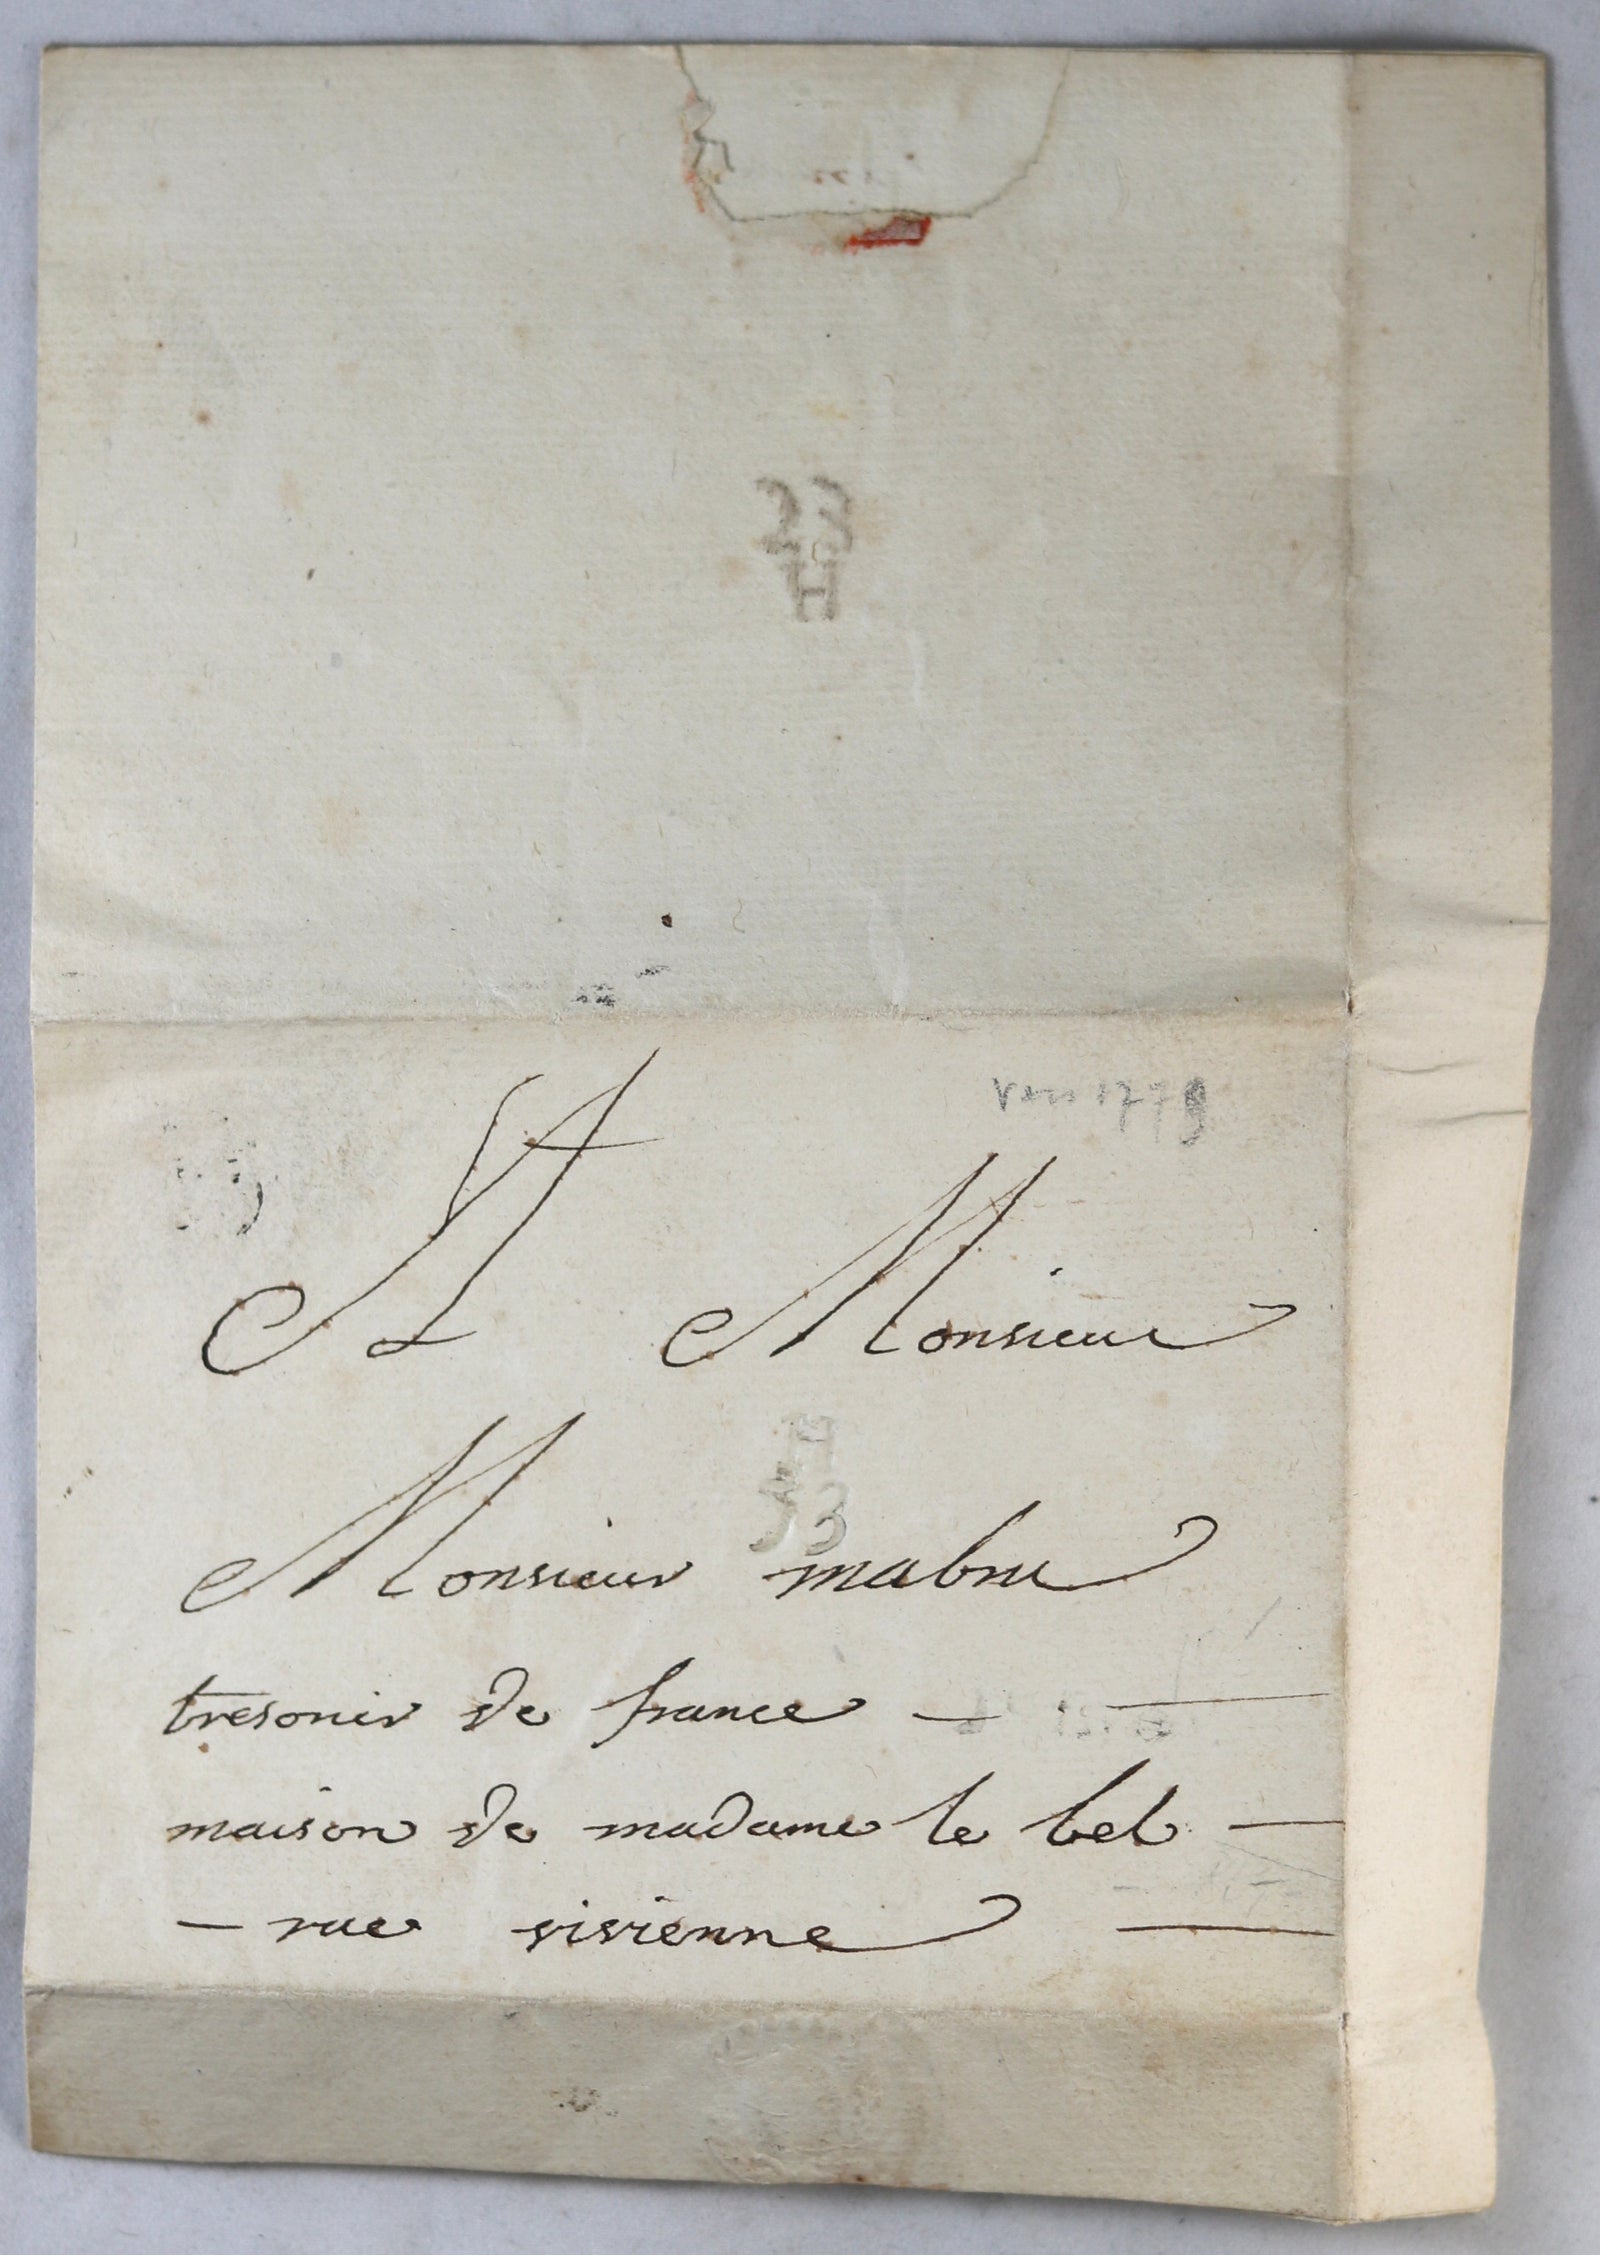 vers 1779
A Monsieur
Monsieur mabru
tresorier de france
maison de madame le bel
rue vivienne